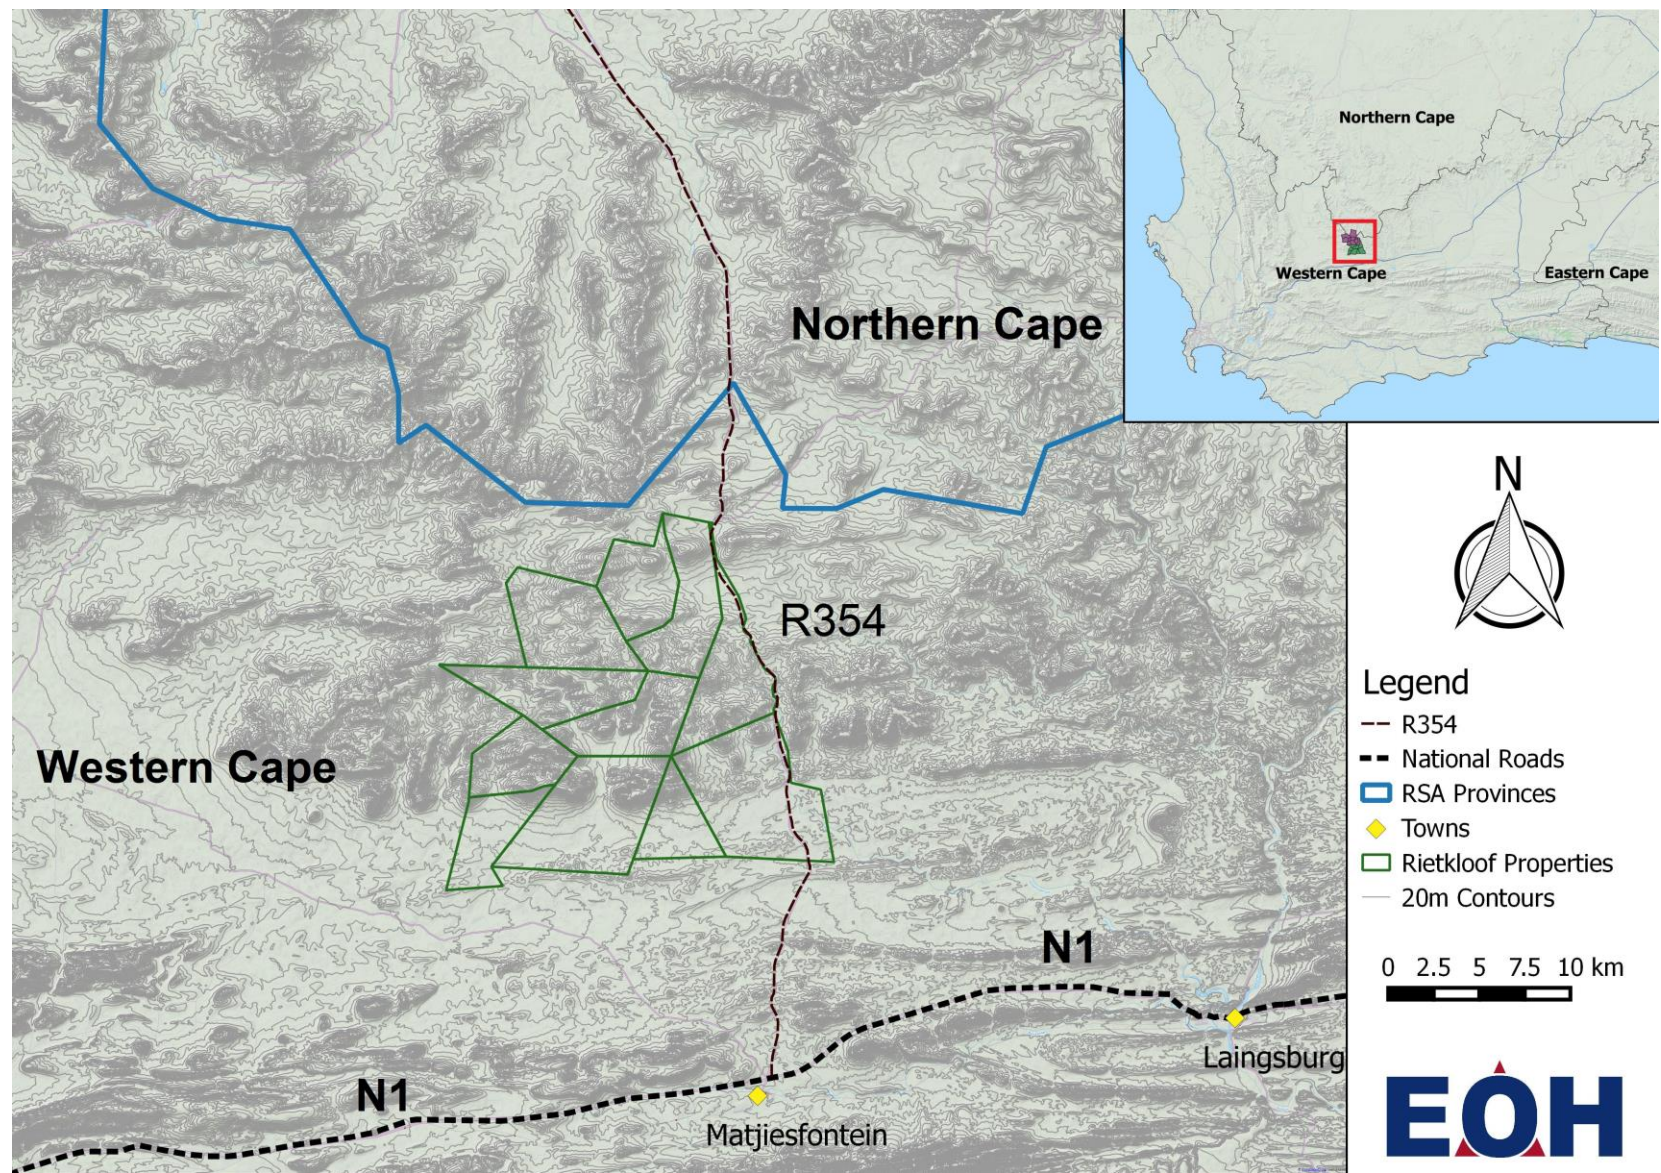 Northern Cape
Western Cape
Eastern Cape
Northern Cape
R354
Western Cape
N1
N1
Laingsburg
Matjiesfontein
N
Legend
R354
National Roads
RSA Provinces
Towns
Rietkloof Properties
20m Contours
0 2.5 5 7.5 10 km
EOH